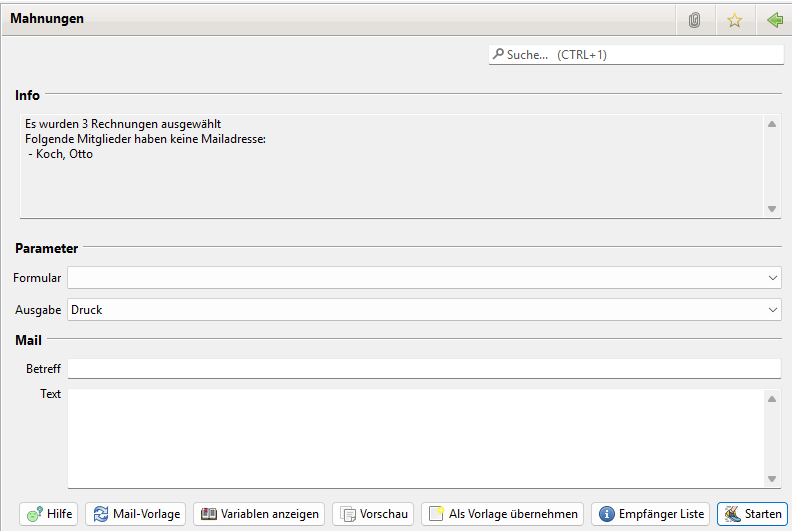 Mahnungen
Suche... (CTRL+1)
Info
Es wurden 3 Rechnungen ausgewählt
Folgende Mitglieder haben keine Mailadresse:
- Koch, Otto
Parameter
Formular
Ausgabe Druck
Mail
Betreff
Text
Hilfe Mail-Vorlage Variablen anzeigen Vorschau Als Vorlage übernehmen Empfänger Liste Starten